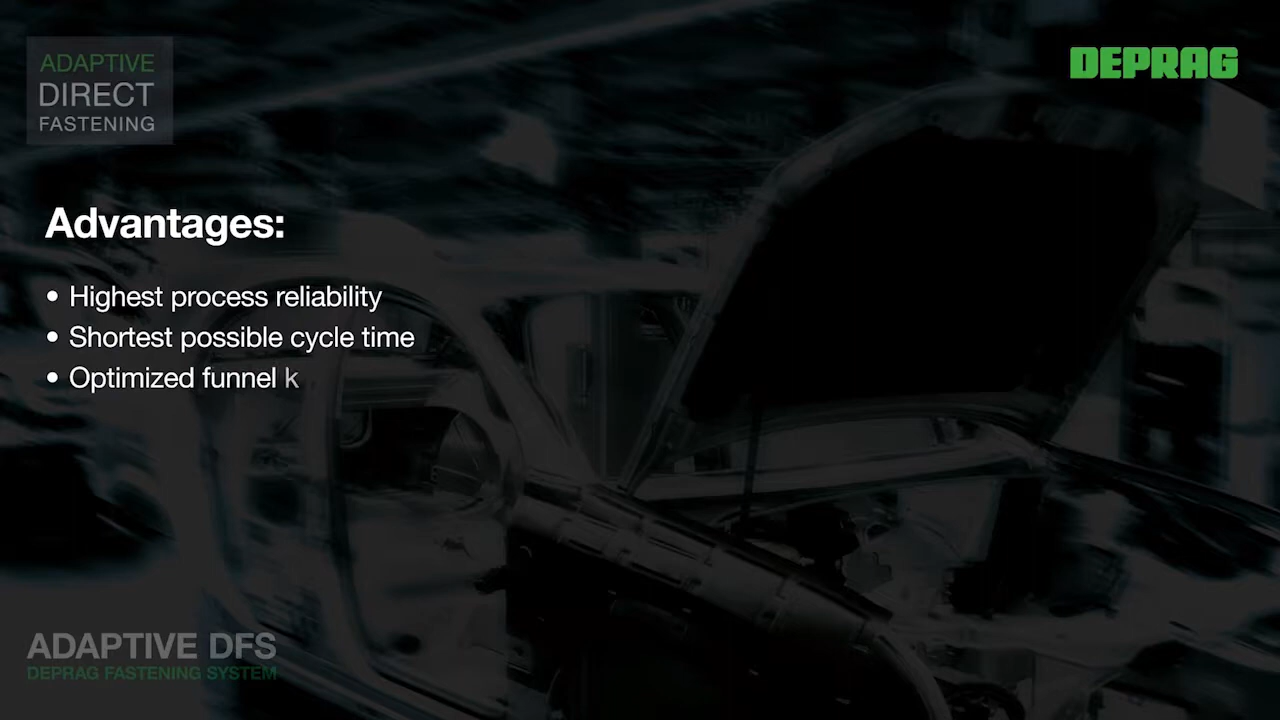 ADAPTIVE
DIRECT
FASTENING
DEPRAG
Advantages:
• Highest process reliability
• Shortest possible cycle time
• Optimized funnel k
ADAPTIVE DFS
DEPRAG FASTENING SYSTEM